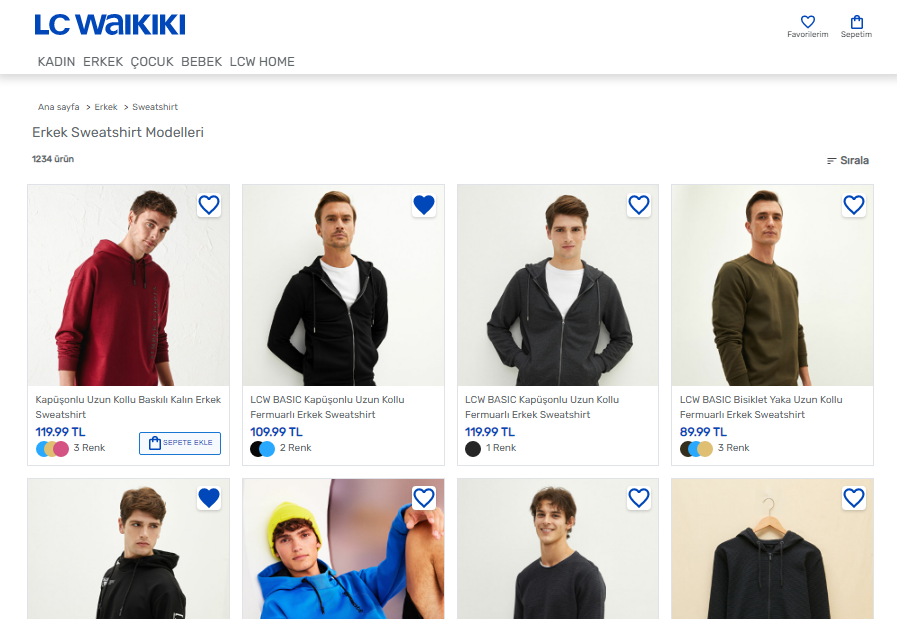 LC WAIKIKI
Favorilerim
Sepetim
KADIN ERKEK ÇOCUK BEBEK LCW HOME
Ana sayfa > Erkek > Sweatshirt
Erkek Sweatshirt Modelleri
1234 ürün
Sırala
Kapüşonlu Uzun Kollu Baskılı Kalın Erkek
Sweatshirt
119.99 TL
3 Renk
SEPETE EKLE
LCW BASIC Kapüşonlu Uzun Kollu
Fermuarlı Erkek Sweatshirt
109.99 TL
2 Renk
LCW BASIC Kapüşonlu Uzun Kollu
Fermuarlı Erkek Sweatshirt
119.99 TL
1 Renk
LCW BASIC Bisiklet Yaka Uzun Kollu
Fermuarlı Erkek Sweatshirt
89.99 TL
3 Renk